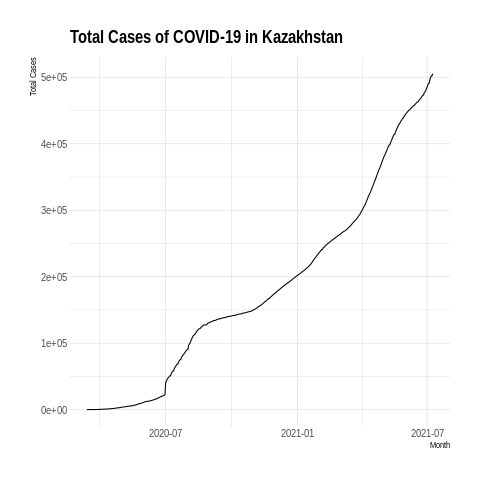 Total Cases of COVID-19 in Kazakhstan
Total Cases
5e+05
4e+05
3e+05
2e+05
1e+05
0e+00
2020-07
2021-01
2021-07
Month